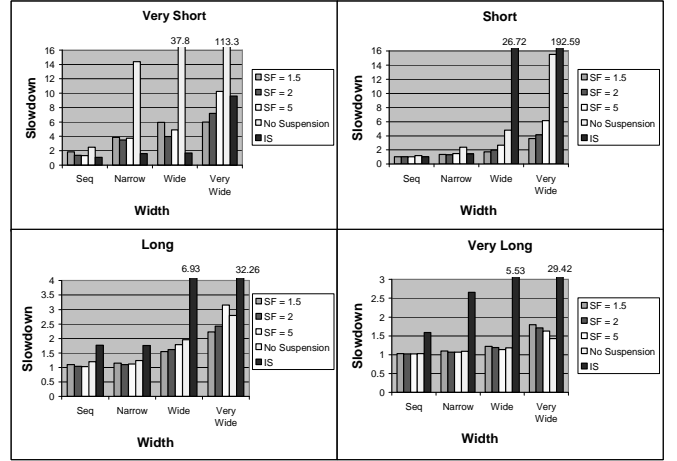 Very Short
37.8 113.3
16
14
12
10
8
6
4
2
0
Slowdown
Seq Narrow Wide Very Wide
Width
SF = 1.5
SF = 2
SF = 5
No Suspension
IS
Short
26.72 192.59
16
14
12
10
8
6
4
2
0
Slowdown
Seq Narrow Wide Very Wide
Width
SF = 1.5
SF = 2
SF = 5
No Suspension
IS
Long
6.93 32.26
4
3.5
3
2.5
2
1.5
1
0.5
0
Slowdown
Seq Narrow Wide Very Wide
Width
SF = 1.5
SF = 2
SF = 5
No Suspension
IS
Very Long
5.53 29.42
3
2.5
2
1.5
1
0.5
0
Slowdown
Seq Narrow Wide Very Wide
Width
SF = 1.5
SF = 2
SF = 5
No Suspension
IS